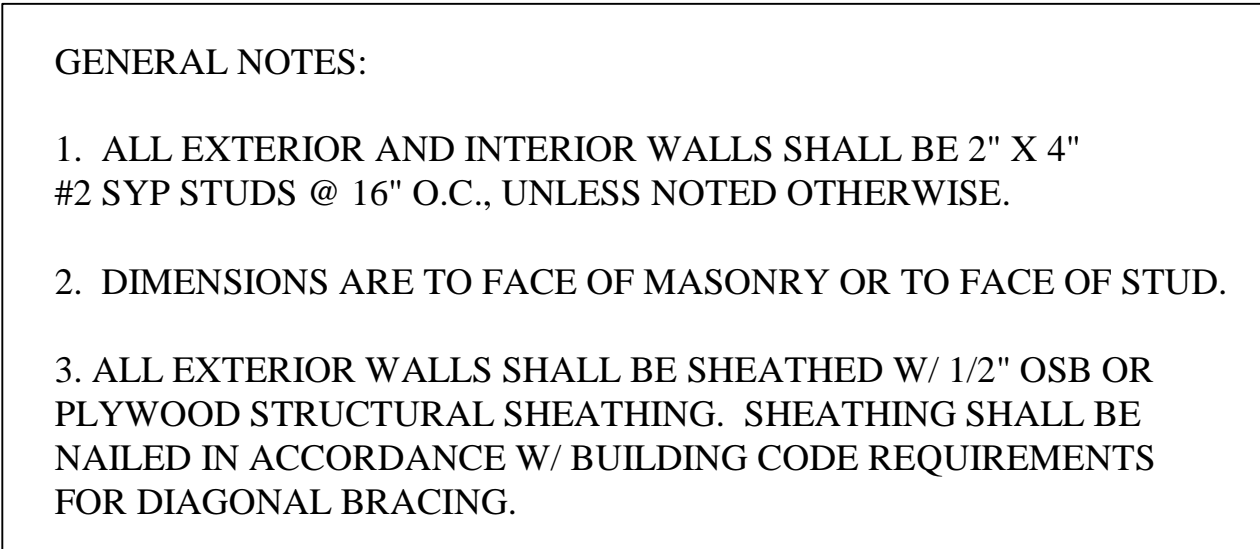 GENERAL NOTES:
1. ALL EXTERIOR AND INTERIOR WALLS SHALL BE 2" X 4"
#2 SYP STUDS @ 16" O.C., UNLESS NOTED OTHERWISE.
2. DIMENSIONS ARE TO FACE OF MASONRY OR TO FACE OF STUD.
3. ALL EXTERIOR WALLS SHALL BE SHEATHED W/ 1/2" OSB OR
PLYWOOD STRUCTURAL SHEATHING. SHEATHING SHALL BE
NAILED IN ACCORDANCE W/ BUILDING CODE REQUIREMENTS
FOR DIAGONAL BRACING.